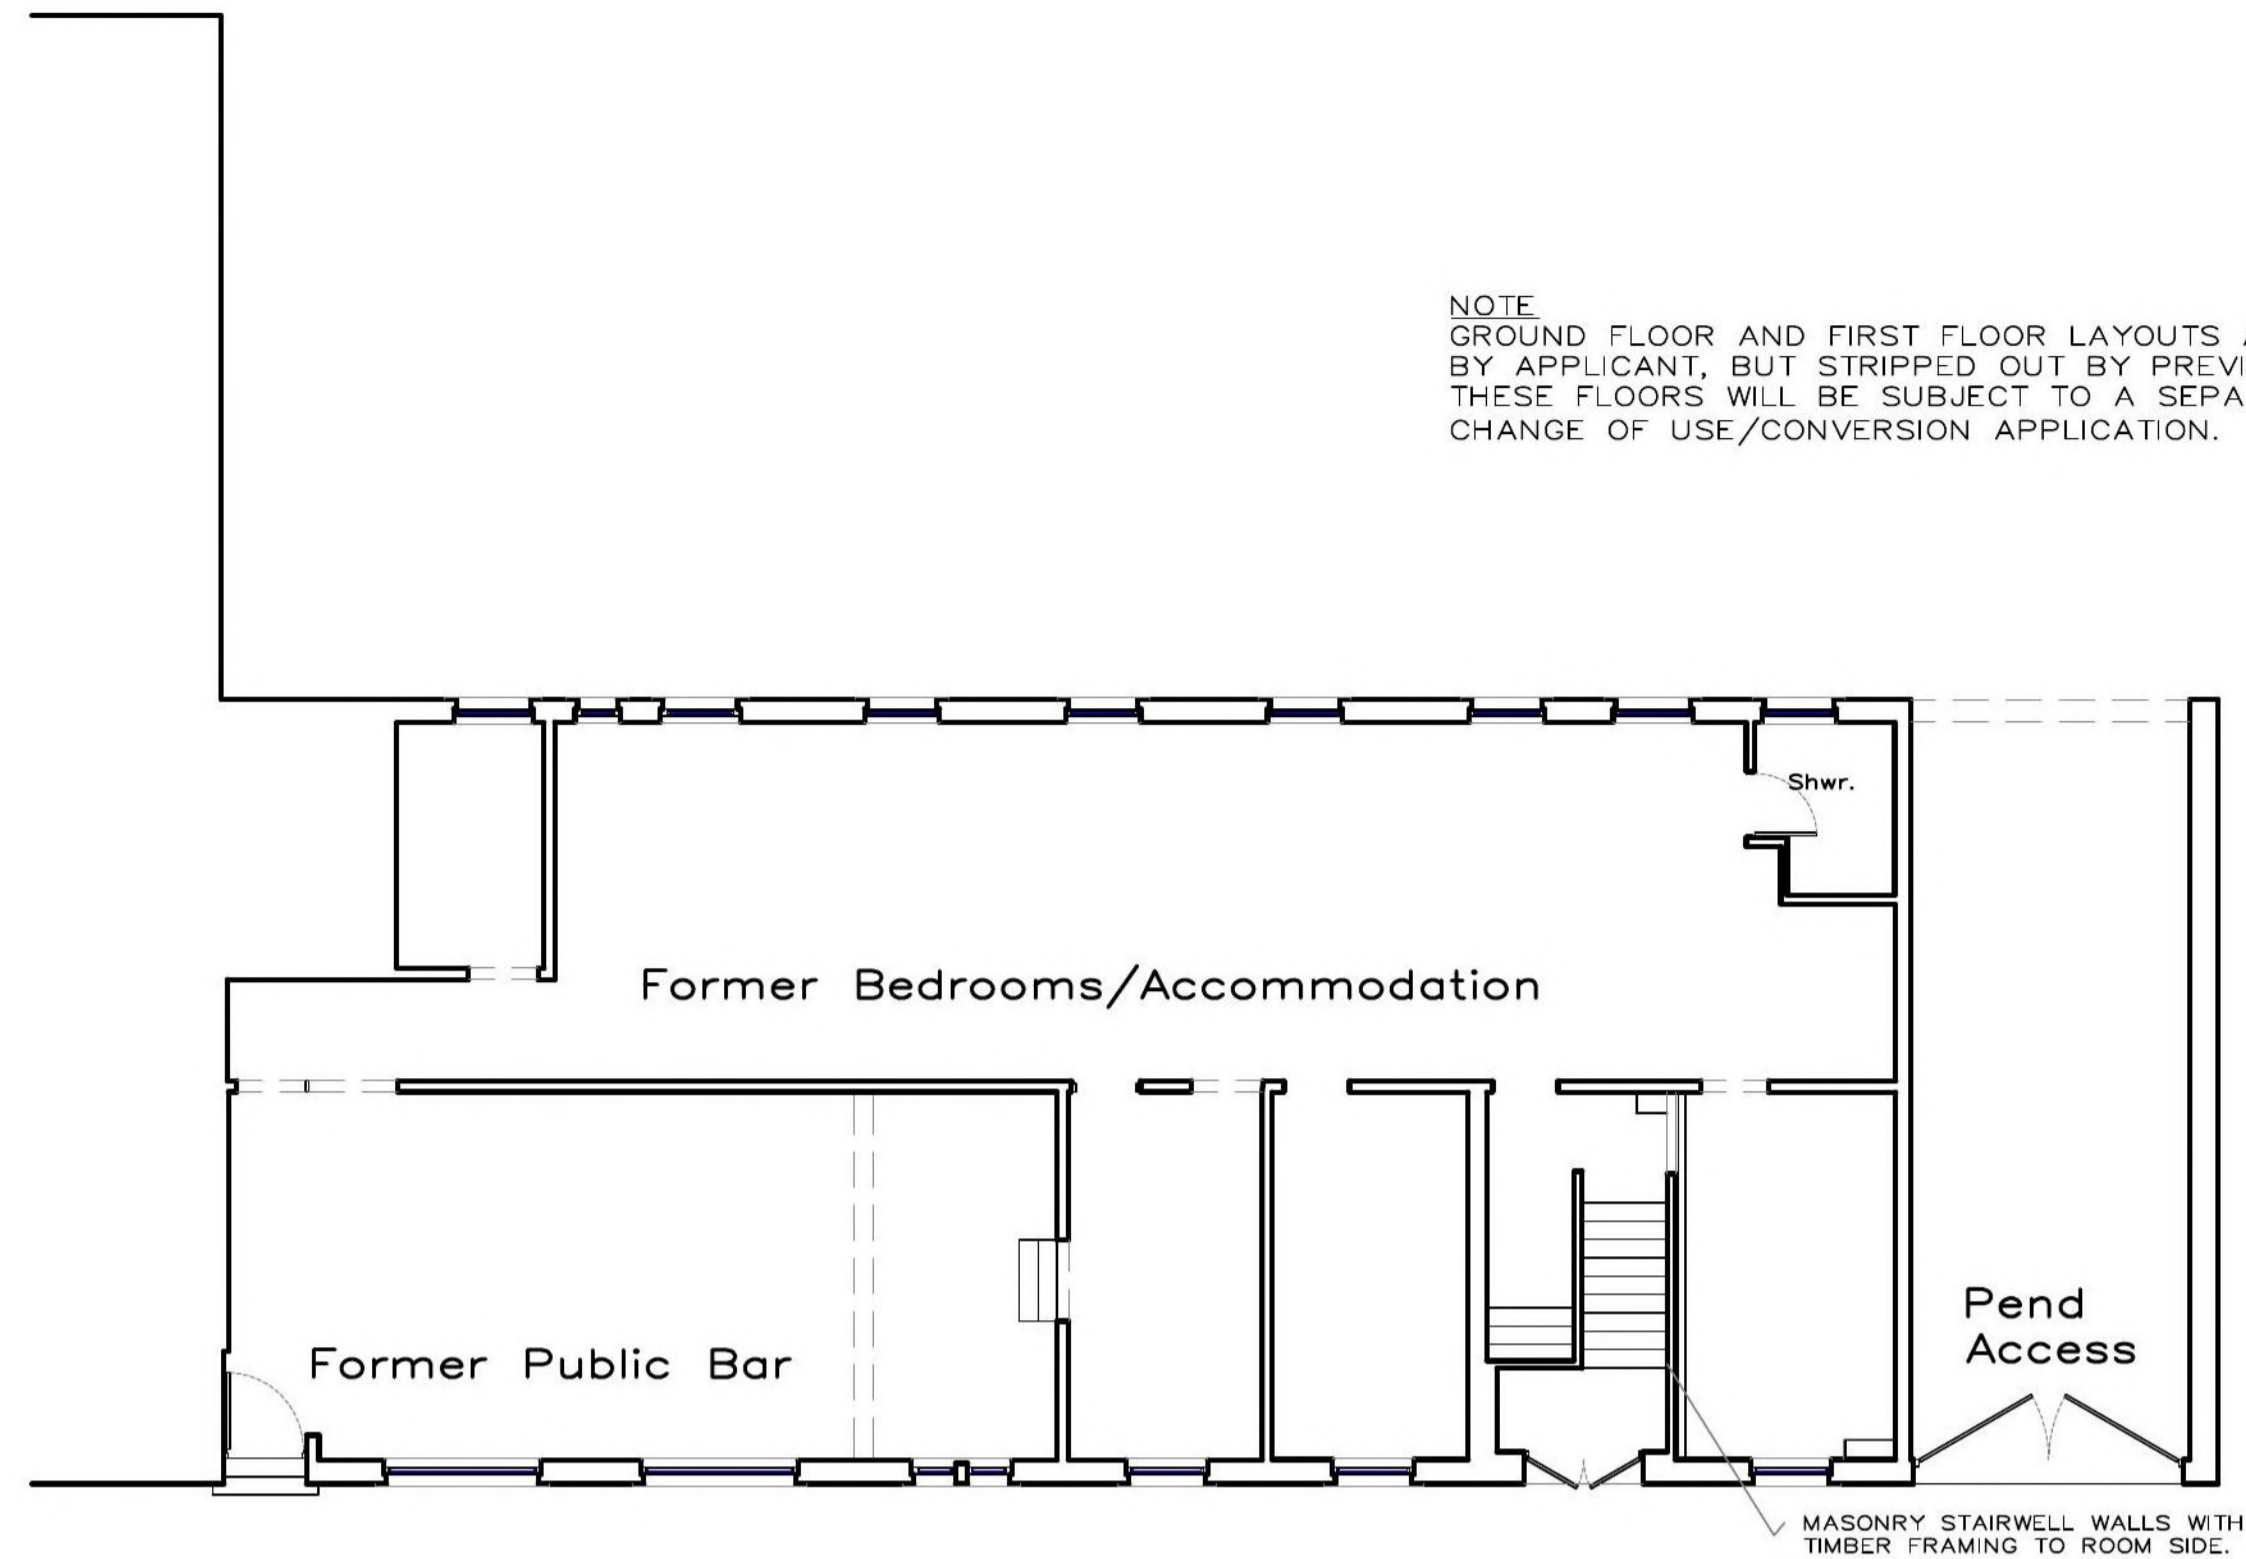 NOTE
GROUND FLOOR AND FIRST FLOOR LAYOUTS
BY APPLICANT, BUT STRIPPED OUT BY PREVI
THESE FLOORS WILL BE SUBJECT TO A SEPA
CHANGE OF USE/CONVERSION APPLICATION.
Shwr.
Former Bedrooms/Accommodation
Pend
Access
Former Public Bar
MASONRY STAIRWELL WALLS WITH
TIMBER FRAMING TO ROOM SIDE.